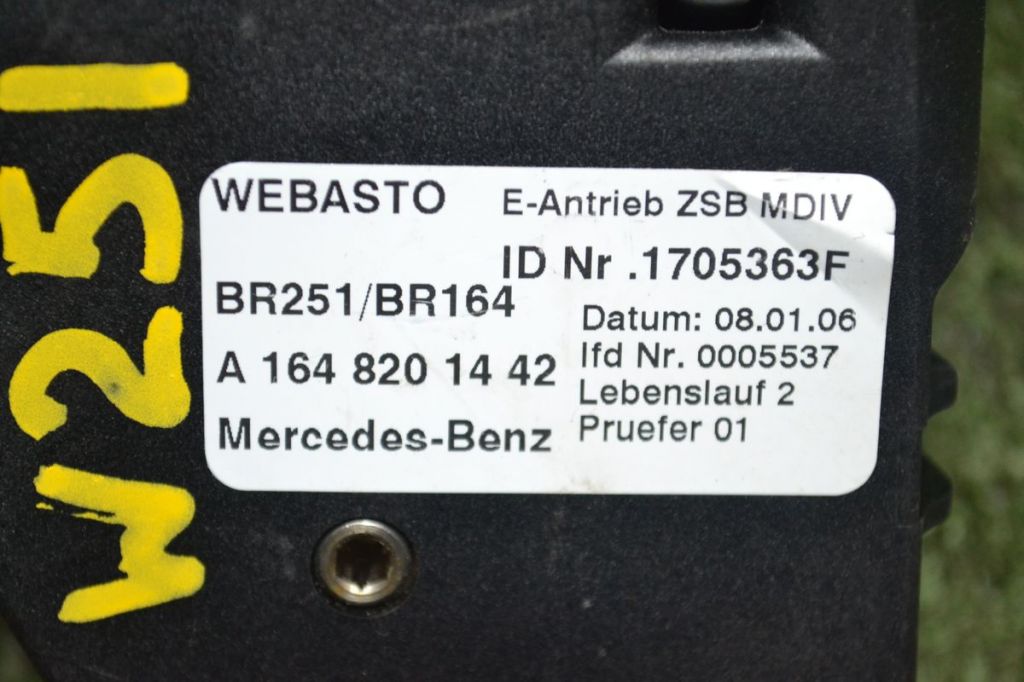 W251
WEBASTO E-Antrieb ZSB MDIV
ID Nr .1705363F
BR251/BR164
Datum: 08.01.06
lfd Nr. 0005537
A 164 820 14 42
Lebenslauf 2
Mercedes-Benz
Pruefer 01